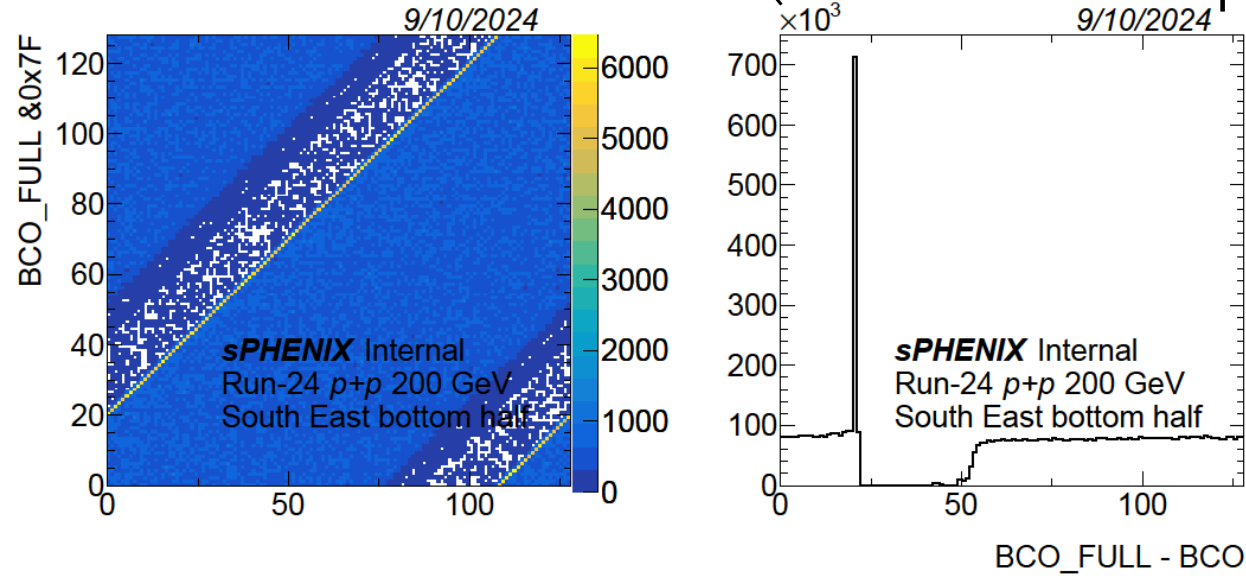 9/10/2024
BCO_FULL &0x7F
120
100
80
60
40
20
0
0 50 100
6000
5000
4000
3000
2000
1000
0
sPHENIX Internal
Run-24 p+p 200 GeV
South East bottom half
×10³
9/10/2024
700
600
500
400
300
200
100
0
0 50 100
sPHENIX Internal
Run-24 p+p 200 GeV
South East bottom half
BCO_FULL - BCO